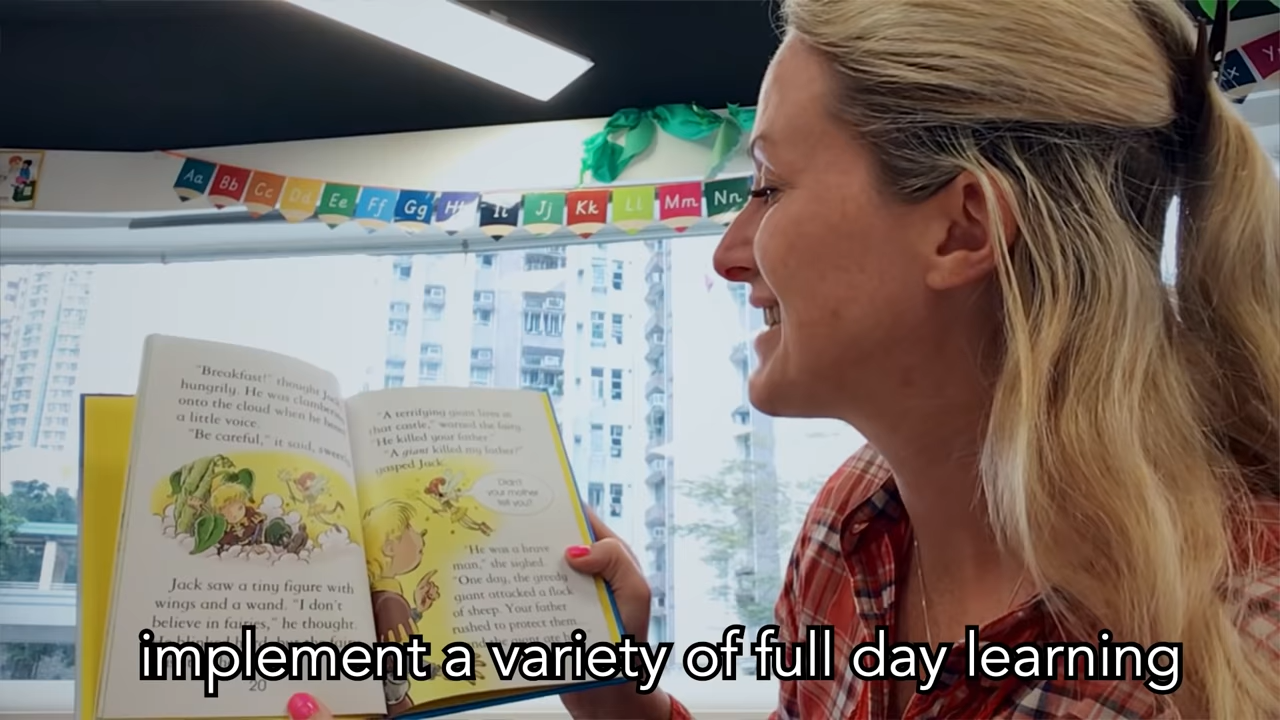 Aa Bb Cc Dd Ee Ff Gg Hh Ii Jj Kk Ll Mm Nn
"Breakfast!" thought Jack
hungrily. He was clambering
onto the cloud when he heard
a little voice.
"Be careful," it said,
Jack saw a tiny figure with
wings and a wand. "I don't
believe in fairies," he thought.
20
"A terrifying giant lives in
that castle," warned the fairy.
"He killed your father."
"A giant killed my father?"
gasped Jack.
"Didn't
your mother
tell you?"
"He was a brave
man," she sighed.
"One day, the greedy
giant attacked a flock
of sheep. Your father
rushed to protect them
implement a variety of full day learning